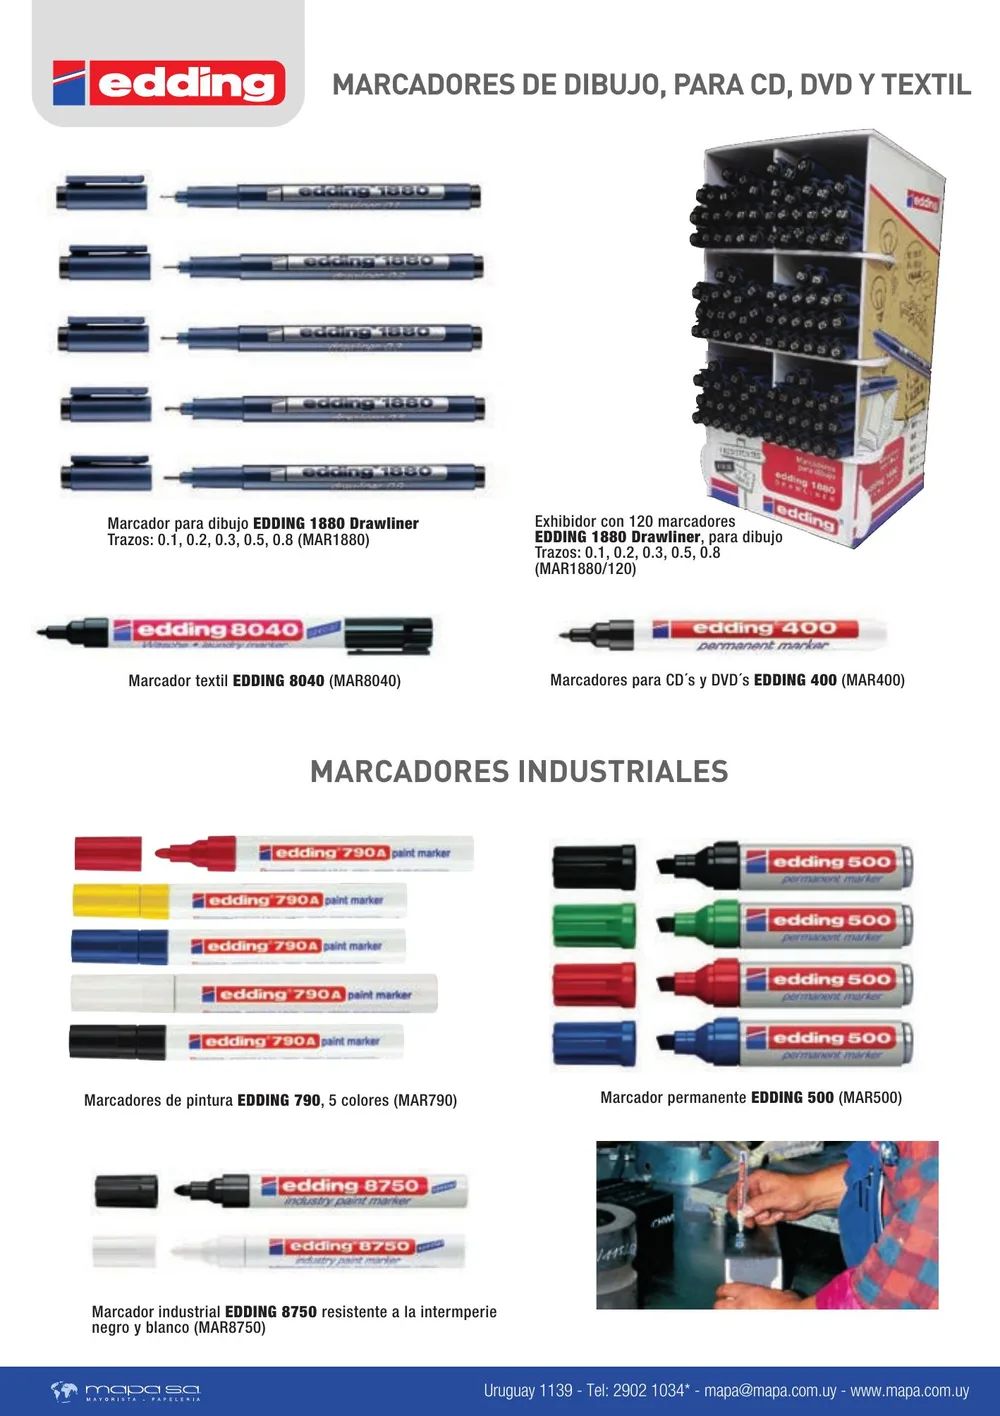 edding
MARCADORES DE DIBUJO, PARA CD, DVD Y TEXTIL
edding 1880
edding 1880
edding 1880
edding 1880
edding 1880
edding
Marcadores
para dibujo
edding 1880
DRAWLINER
edding
Marcador para dibujo EDDING 1880 Drawliner
Trazos: 0.1, 0.2, 0.3, 0.5, 0.8 (MAR1880)
Exhibidor con 120 marcadores
EDDING 1880 Drawliner, para dibujo
Trazos: 0.1, 0.2, 0.3, 0.5, 0.8
(MAR1880/120)
edding 8040
Wäsche • laundry marker
edding 400
permanent marker
Marcador textil EDDING 8040 (MAR8040)
Marcadores para CD´s y DVD´s EDDING 400 (MAR400)
MARCADORES INDUSTRIALES
edding 790A paint marker
edding 790A paint marker
edding 790A paint marker
edding 790A paint marker
edding 790A paint marker
edding 500
permanent marker
edding 500
permanent marker
edding 500
permanent marker
edding 500
permanent marker
Marcadores de pintura EDDING 790, 5 colores (MAR790)
Marcador permanente EDDING 500 (MAR500)
edding 8750
industry paint marker
edding 8750
industry paint marker
Marcador industrial EDDING 8750 resistente a la intermperie
negro y blanco (MAR8750)
mapa sa
MAYORISTA - PAPELERIA
Uruguay 1139 - Tel: 2902 1034* - mapa@mapa.com.uy - www.mapa.com.uy